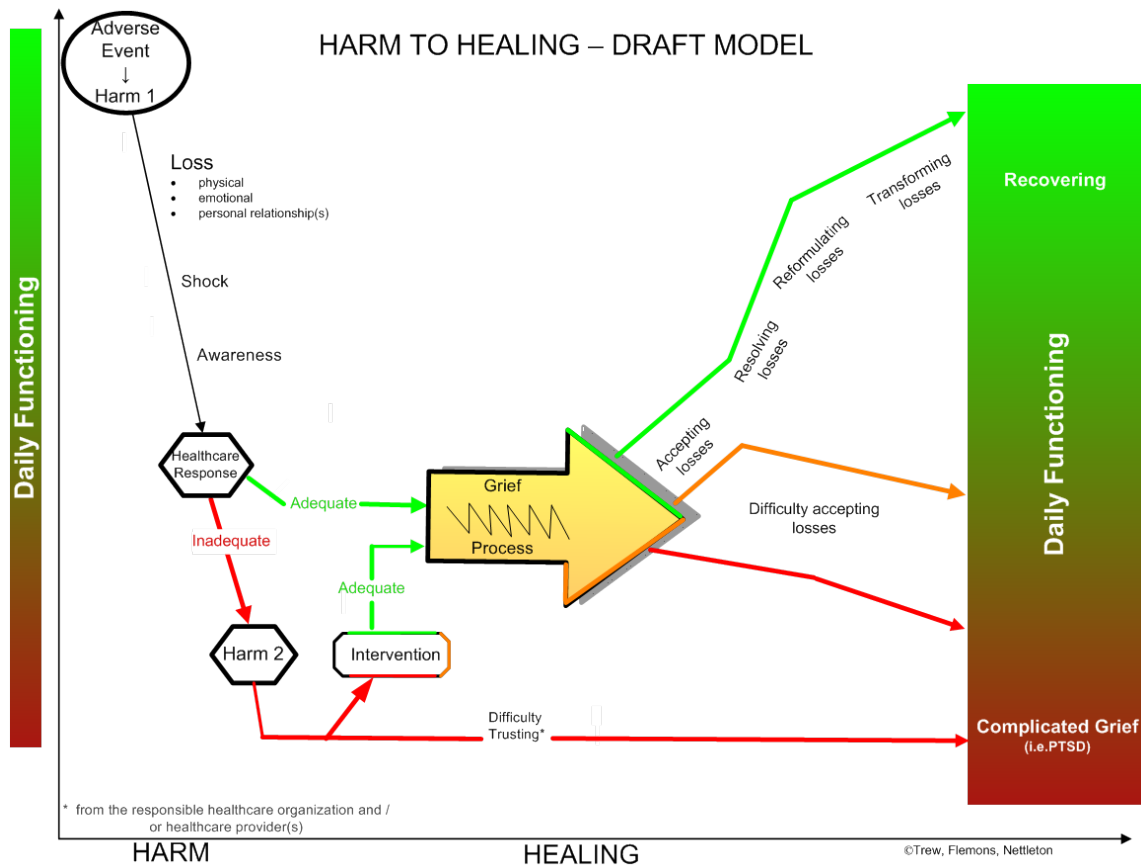 HARM TO HEALING – DRAFT MODEL
Adverse
Event
↓
Harm 1
Daily Functioning
Loss
• physical
• emotional
• personal relationship(s)
Shock
Awareness
Healthcare
Response
Adequate
Inadequate
Harm 2
Intervention
Adequate
Grief
Process
Accepting
losses
Resolving
losses
Reformulating
losses
Transforming
losses
Difficulty accepting
losses
Difficulty
Trusting*
Recovering
Daily Functioning
Complicated Grief
(i.e.PTSD)
* from the responsible healthcare organization and /
or healthcare provider(s)
HARM
HEALING
©Trew, Flemons, Nettleton